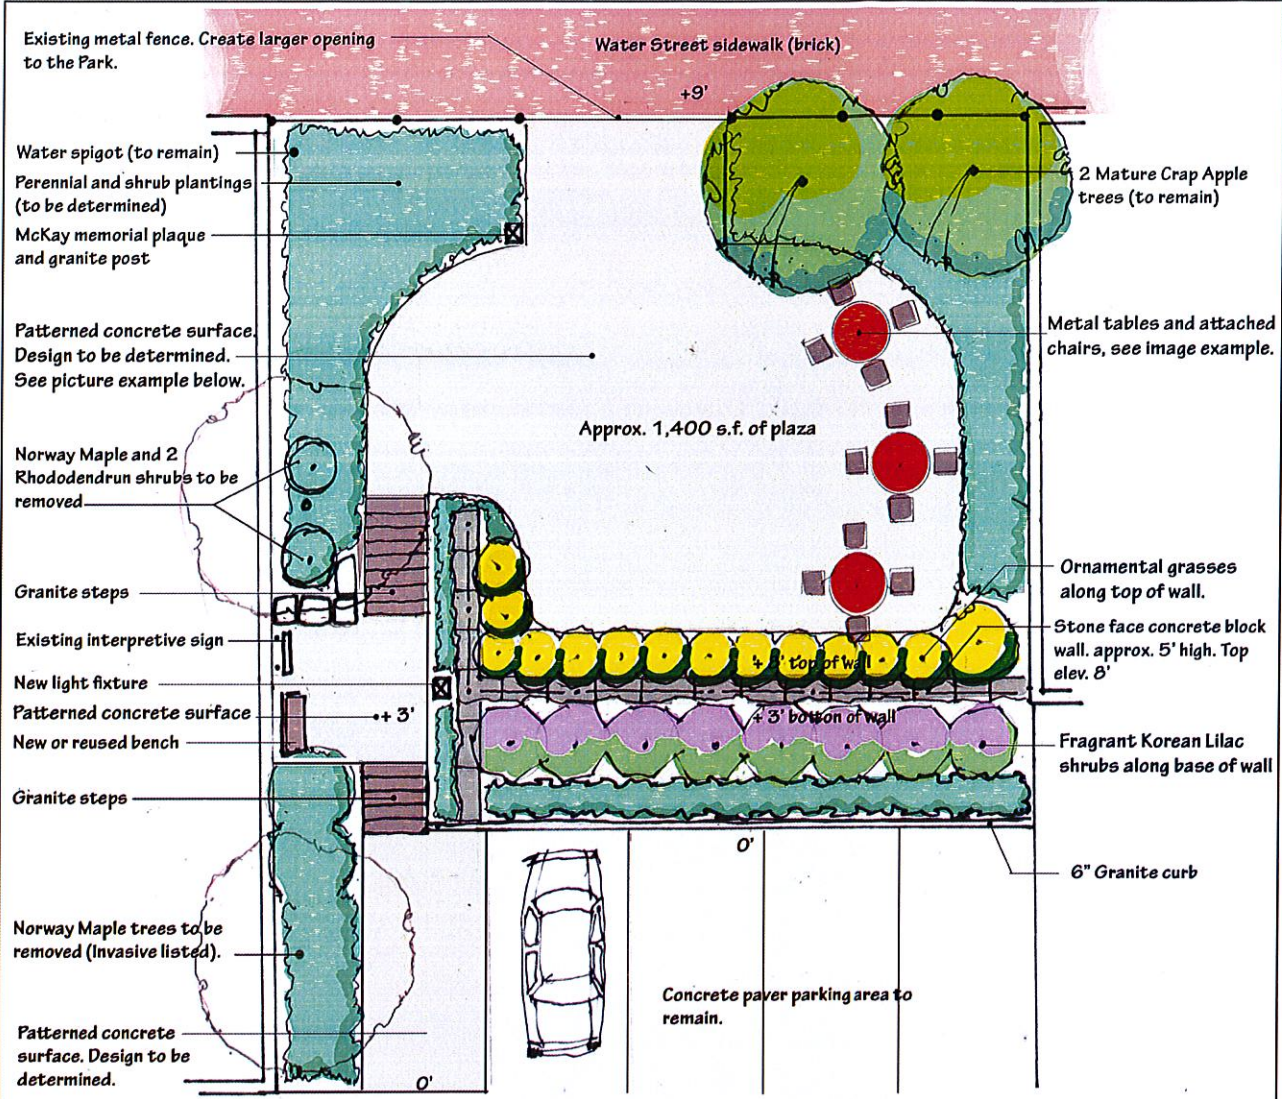 Existing metal fence. Create larger opening
to the Park.
Water Street sidewalk (brick)
+9'
Water spigot (to remain)
Perennial and shrub plantings
(to be determined)
McKay memorial plaque
and granite post
2 Mature Crap Apple
trees (to remain)
Patterned concrete surface.
Design to be determined.
See picture example below.
Metal tables and attached
chairs, see image example.
Approx. 1,400 s.f. of plaza
Norway Maple and 2
Rhododendrun shrubs to be
removed
Granite steps
Ornamental grasses
along top of wall.
Existing interpretive sign
Stone face concrete block
wall. approx. 5' high. Top
elev. 8'
top of wall
New light fixture
Patterned concrete surface
+ 3'
+ 3' bottom of wall
New or reused bench
Fragrant Korean Lilac
shrubs along base of wall
Granite steps
0'
6" Granite curb
Norway Maple trees to be
removed (Invasive listed).
Concrete paver parking area to
remain.
Patterned concrete
surface. Design to be
determined.
0'